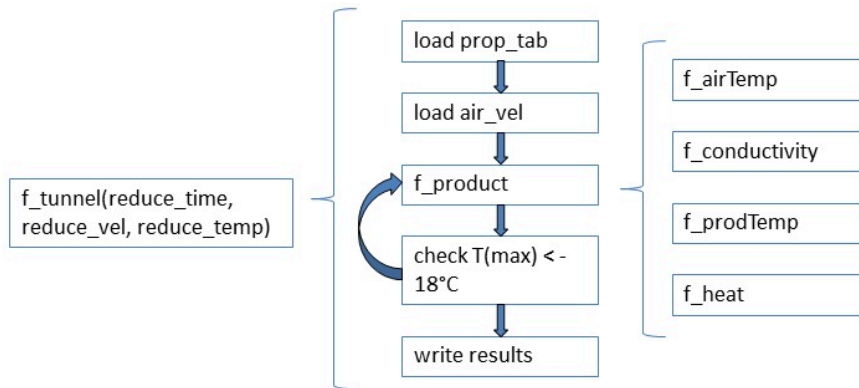 f_tunnel(reduce_time,
reduce_vel, reduce_temp)
load prop_tab
load air_vel
f_product
check T(max) < -
18°C
write results
f_airTemp
f_conductivity
f_prodTemp
f_heat